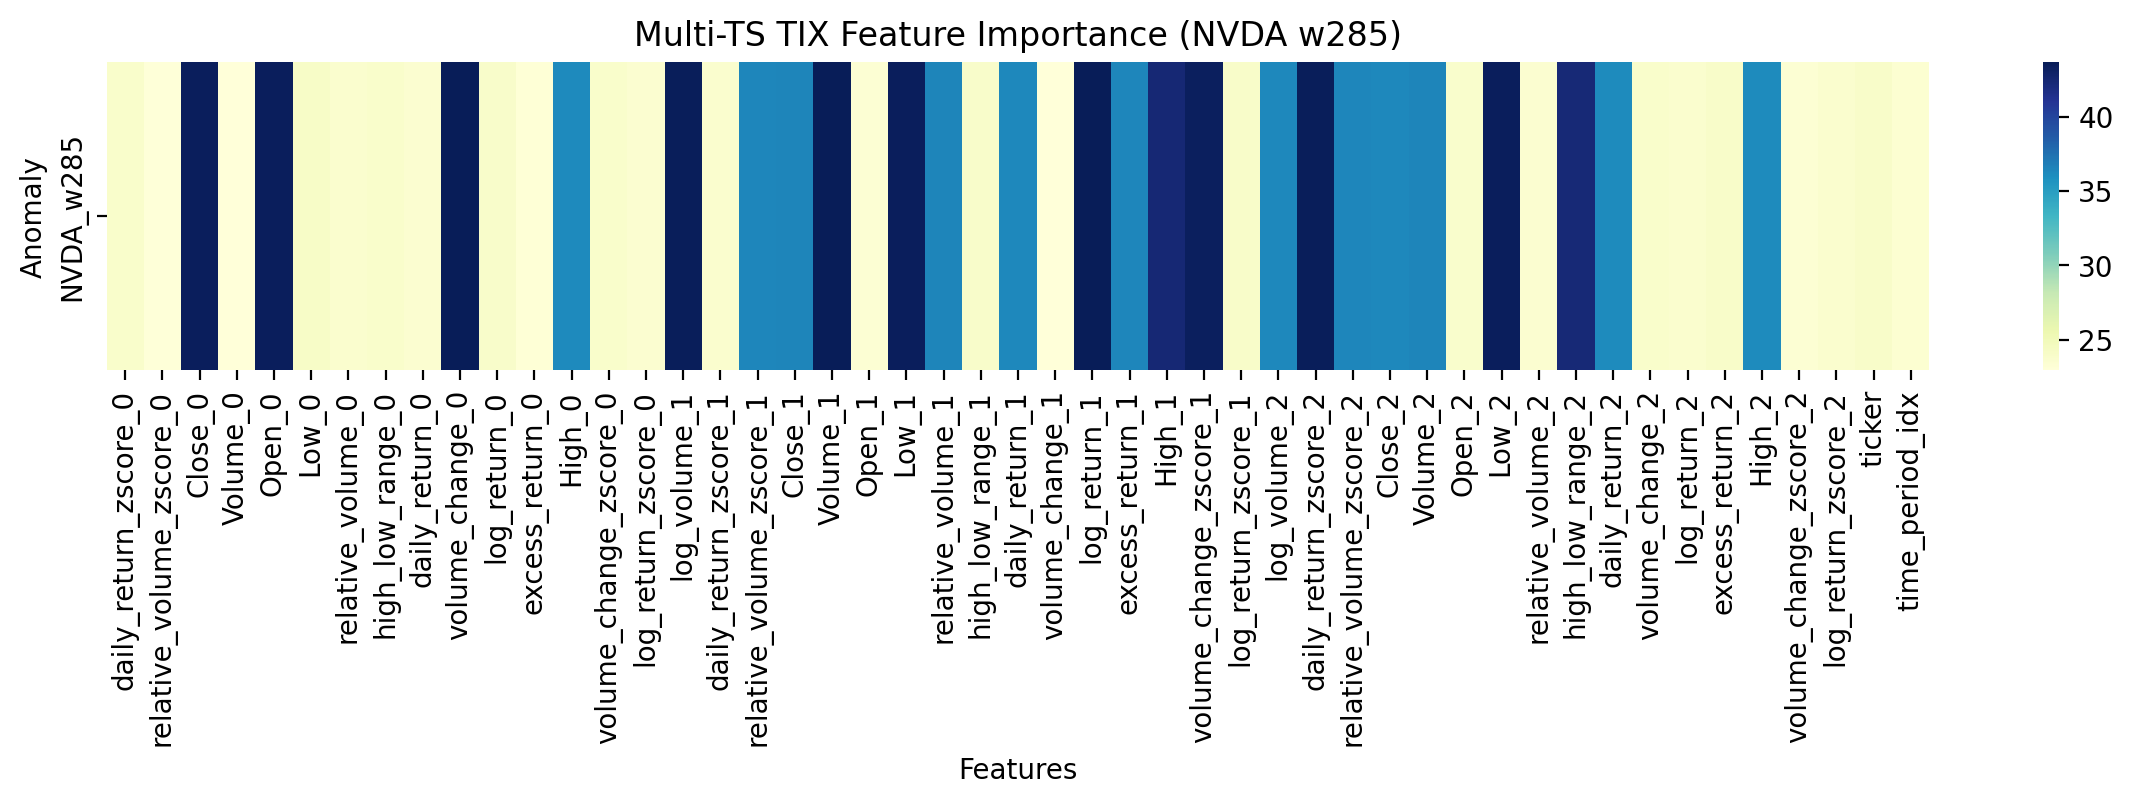 Multi-TS TIX Feature Importance (NVDA w285)
Anomaly
NVDA_w285
40
35
30
25
daily_return_zscore_0
relative_volume_zscore_0
Close_0
Volume_0
Open_0
Low_0
relative_volume_0
high_low_range_0
daily_return_0
volume_change_0
log_return_0
excess_return_0
High_0
volume_change_zscore_0
log_return_zscore_0
log_volume_1
daily_return_zscore_1
relative_volume_zscore_1
Close_1
Volume_1
Open_1
Low_1
relative_volume_1
high_low_range_1
daily_return_1
volume_change_1
log_return_1
excess_return_1
High_1
volume_change_zscore_1
log_return_zscore_1
log_volume_2
daily_return_zscore_2
relative_volume_zscore_2
Close_2
Volume_2
Open_2
Low_2
relative_volume_2
high_low_range_2
daily_return_2
volume_change_2
log_return_2
excess_return_2
High_2
volume_change_zscore_2
log_return_zscore_2
ticker
time_period_idx
Features